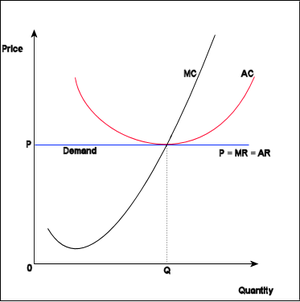 Price
MC
AC
P
Demand
P = MR = AR
0
Q
Quantity